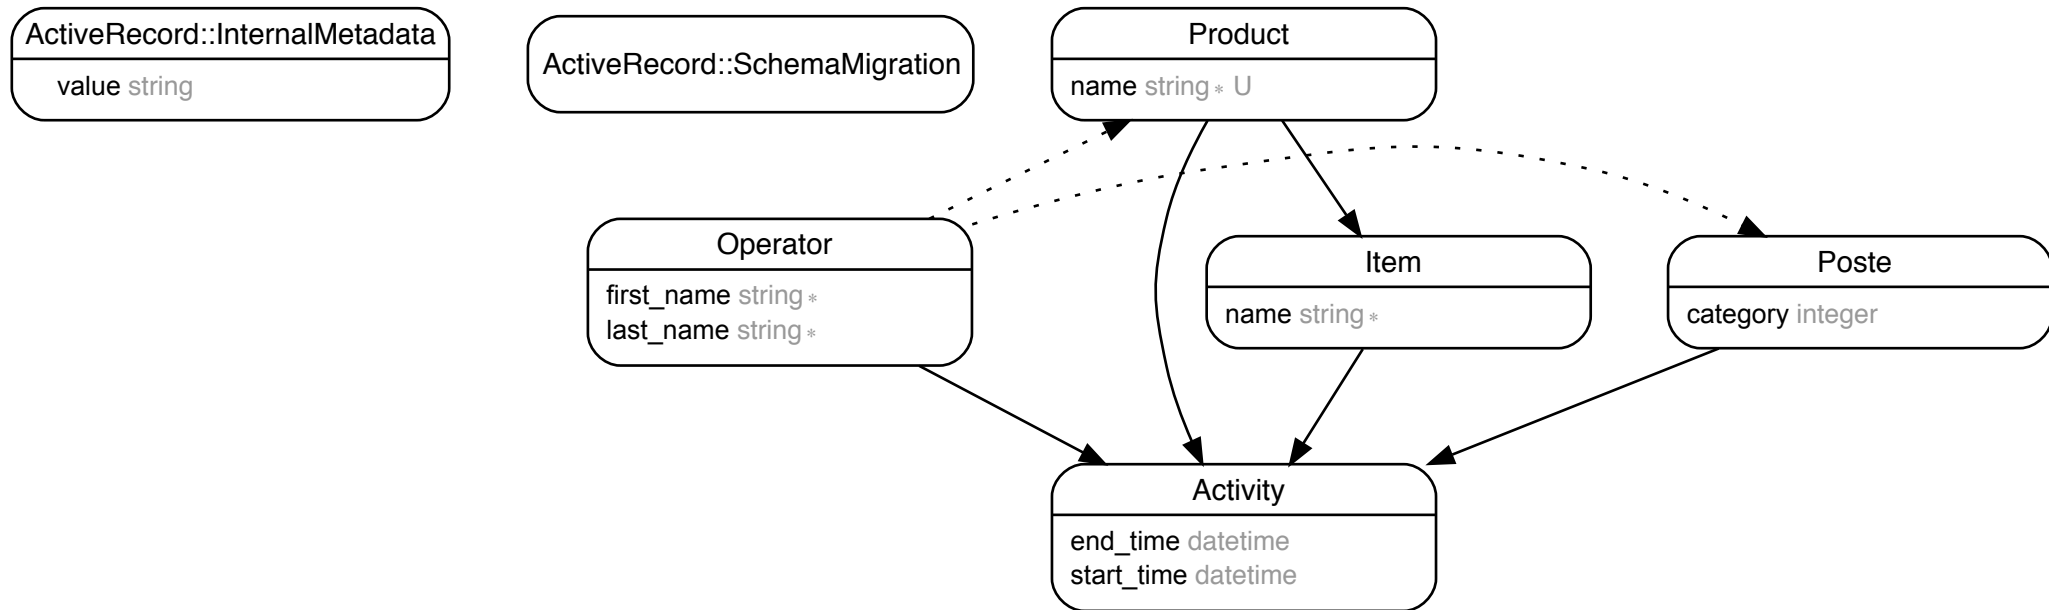 ActiveRecord::InternalMetadata
value string
ActiveRecord::SchemaMigration
Product
name string∗ U
Operator
first_name string∗
last_name string∗
Item
name string∗
Poste
category integer
Activity
end_time datetime
start_time datetime